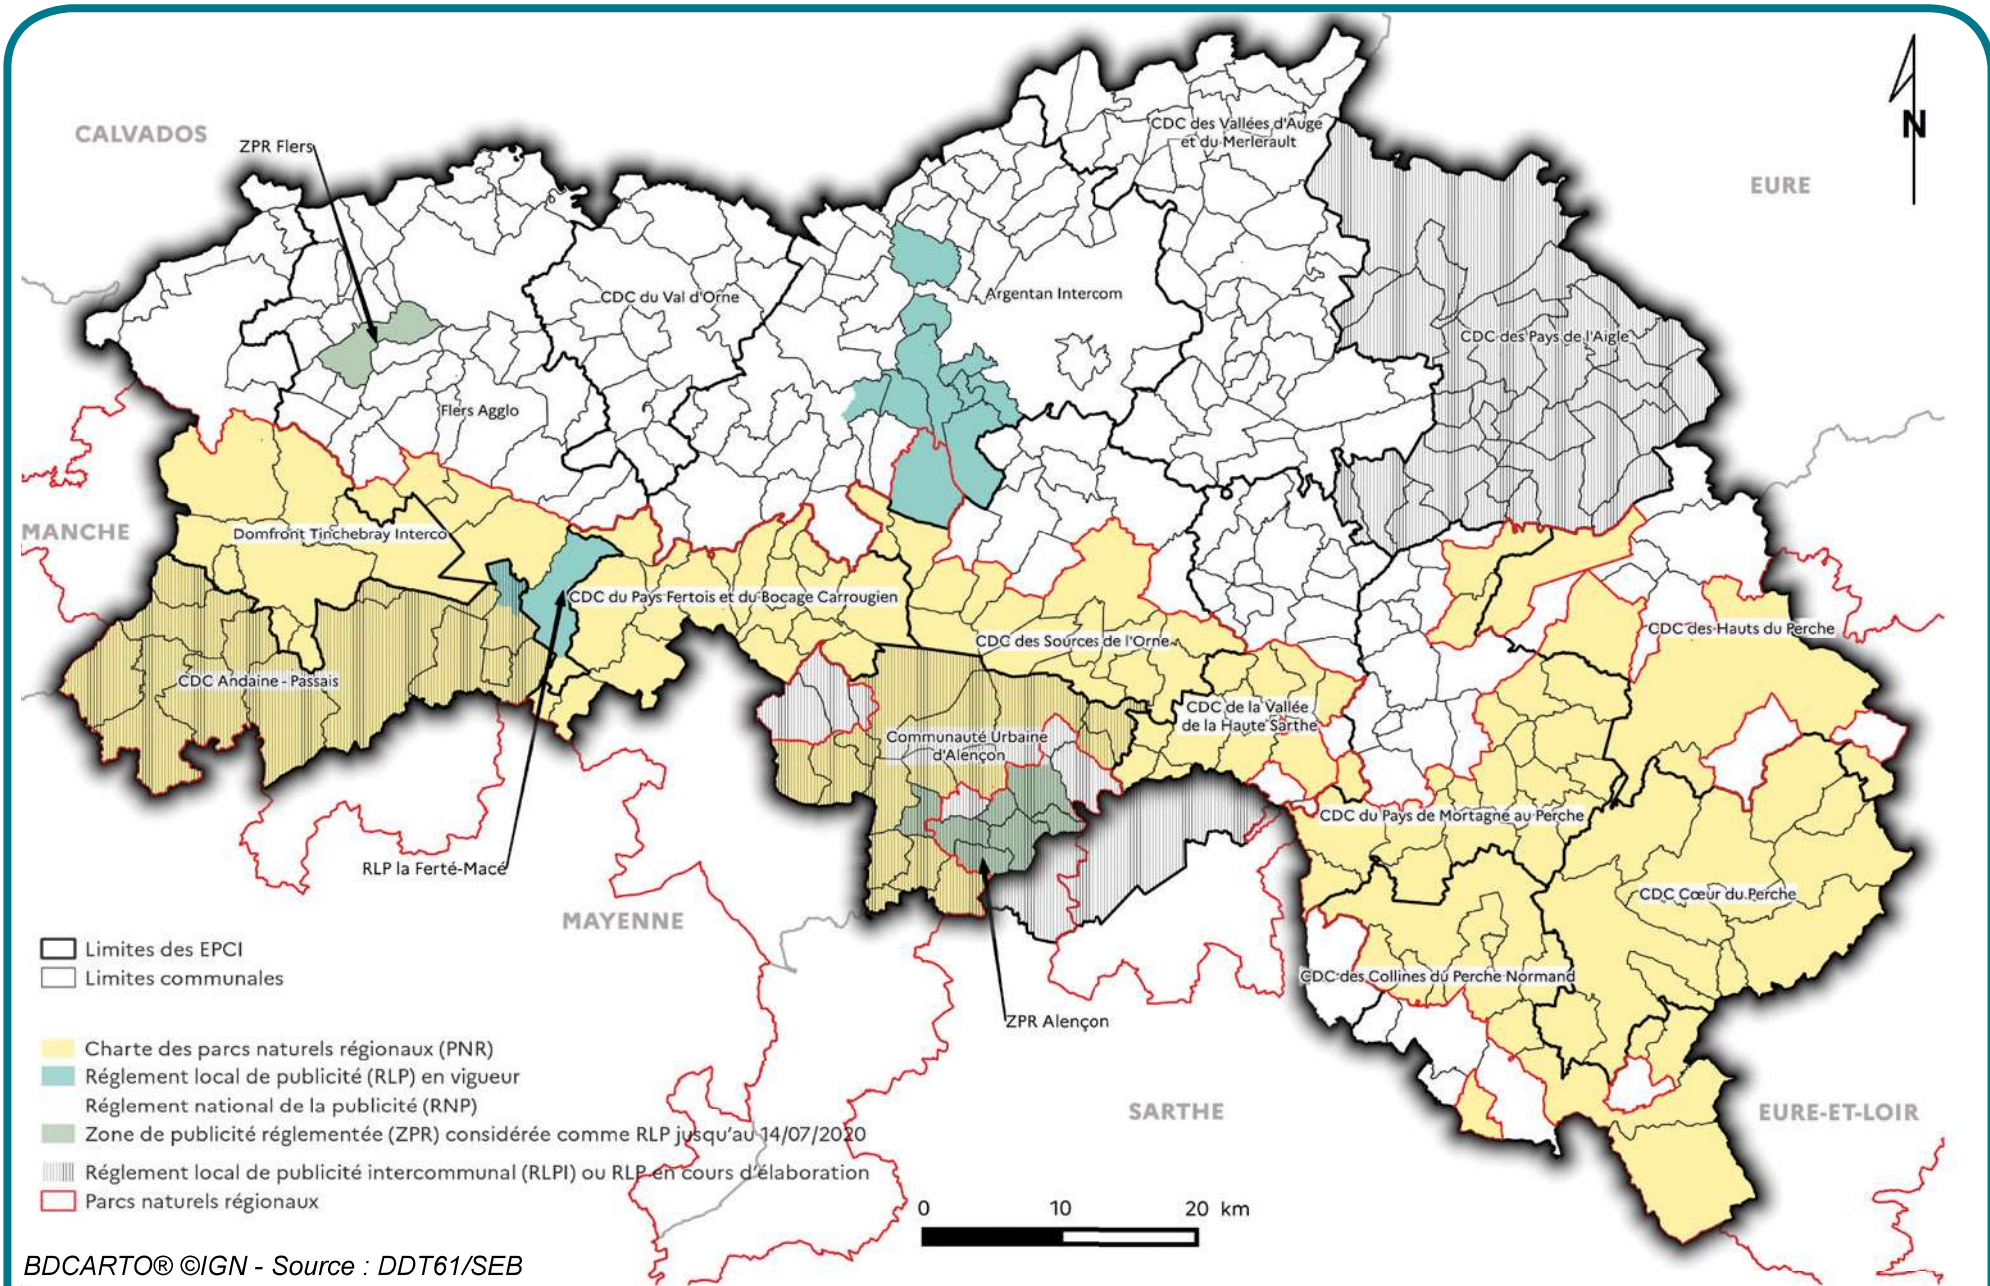 CALVADOS
ZPR Flers
CDC des Vallées d'Auge
et du Merlerault
EURE
N
CDC du Val d'Orne
Argentan Intercom
CDC des Pays de l'Aigle
Flers Agglo
MANCHE
Domfront Tinchebray Interco
CDC du Pays Fertois et du Bocage Carrougien
CDC des Sources de l'Orne
CDC des Hauts du Perche
CDC Andaine - Passais
CDC de la Vallée
de la Haute Sarthe
Communauté Urbaine
d'Alençon
CDC du Pays de Mortagne au Perche
RLP la Ferté-Macé
CDC Cœur du Perche
MAYENNE
CDC des Collines du Perche Normand
ZPR Alençon
SARTHE
EURE-ET-LOIR
Limites des EPCI
Limites communales
Charte des parcs naturels régionaux (PNR)
Réglement local de publicité (RLP) en vigueur
Réglement national de la publicité (RNP)
Zone de publicité réglementée (ZPR) considérée comme RLP jusqu'au 14/07/2020
Réglement local de publicité intercommunal (RLPI) ou RLP en cours d'élaboration
Parcs naturels régionaux
0 10 20 km
BDCARTO® ©IGN - Source : DDT61/SEB